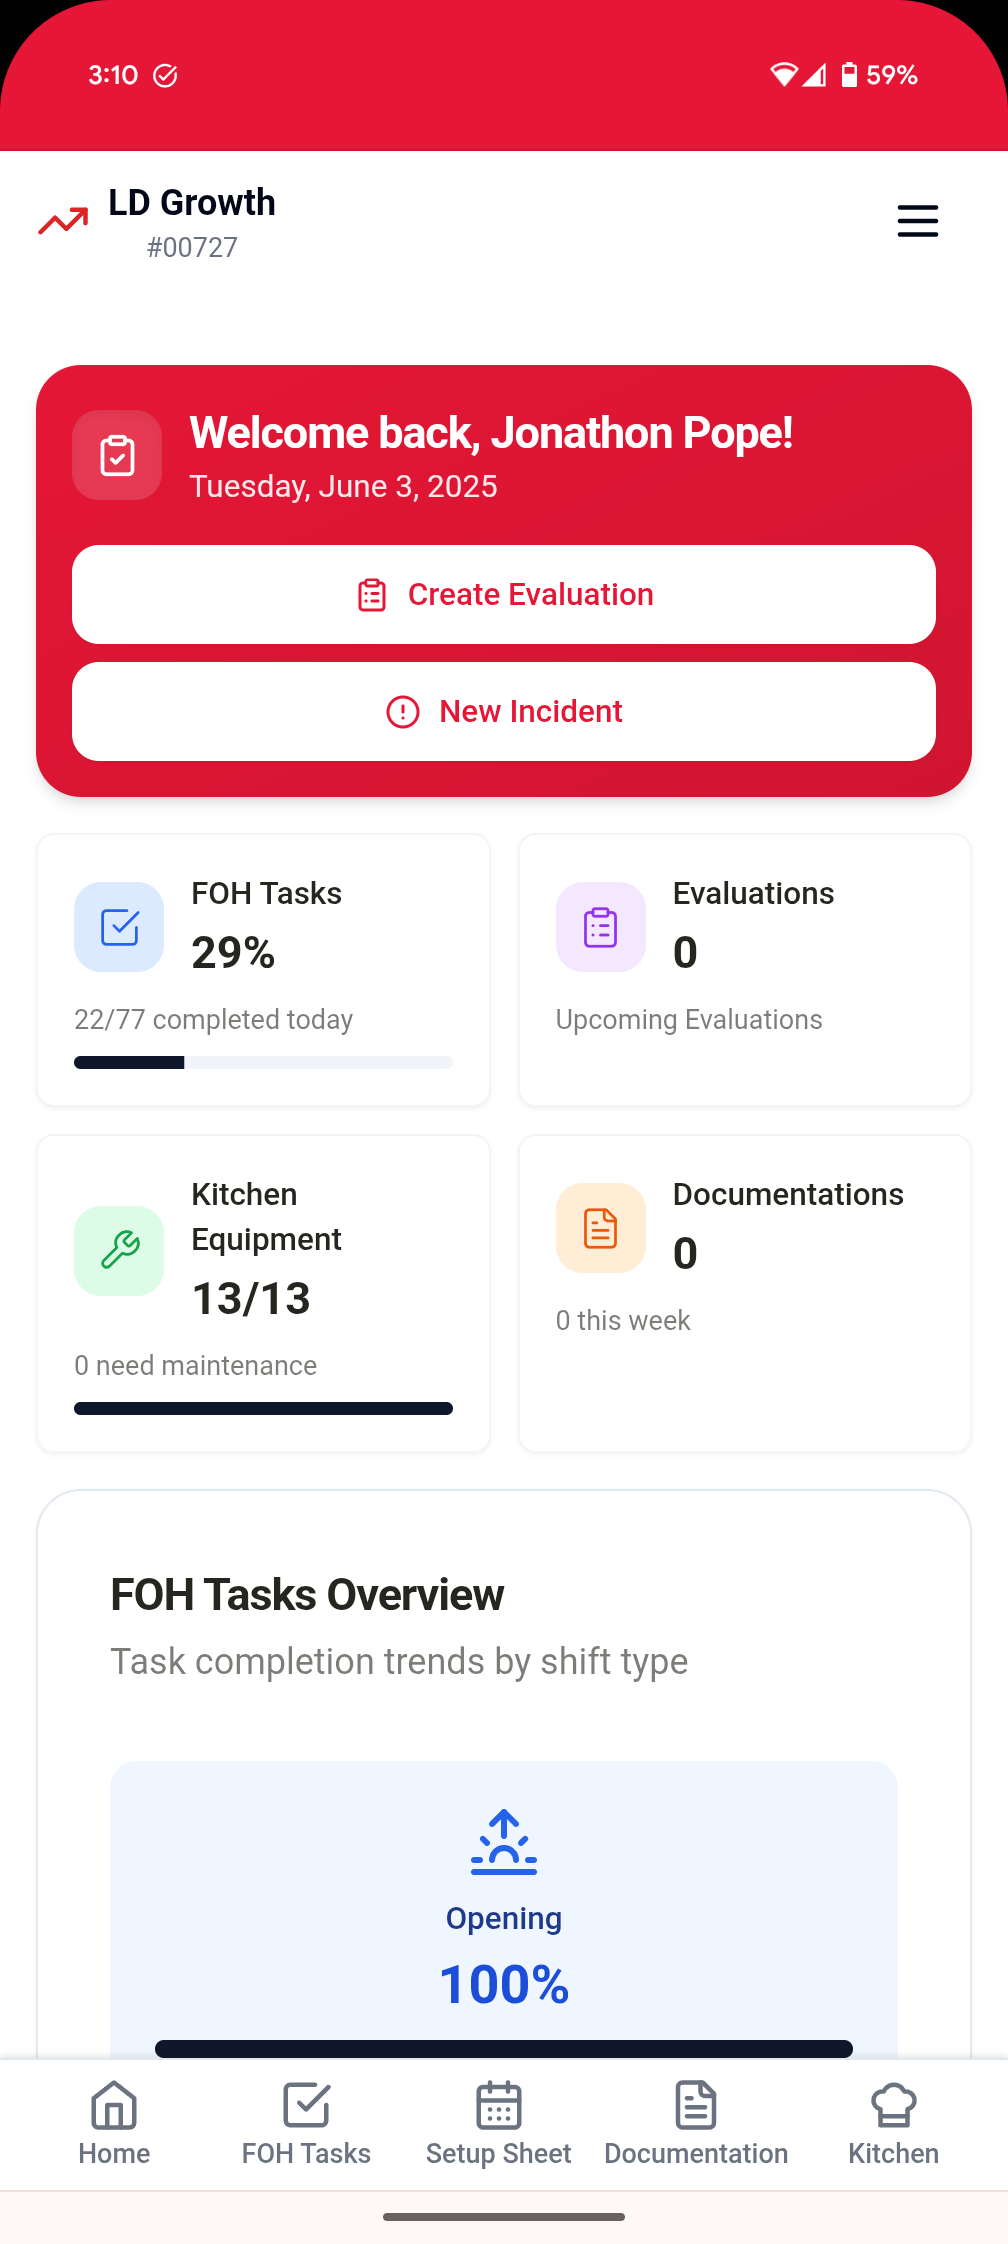 3:10
59%
LD Growth
#00727
Welcome back, Jonathon Pope!
Tuesday, June 3, 2025
Create Evaluation
New Incident
FOH Tasks
29%
22/77 completed today
Evaluations
0
Upcoming Evaluations
Kitchen
Equipment
13/13
0 need maintenance
Documentations
0
0 this week
FOH Tasks Overview
Task completion trends by shift type
Opening
100%
Home
FOH Tasks
Setup Sheet
Documentation
Kitchen